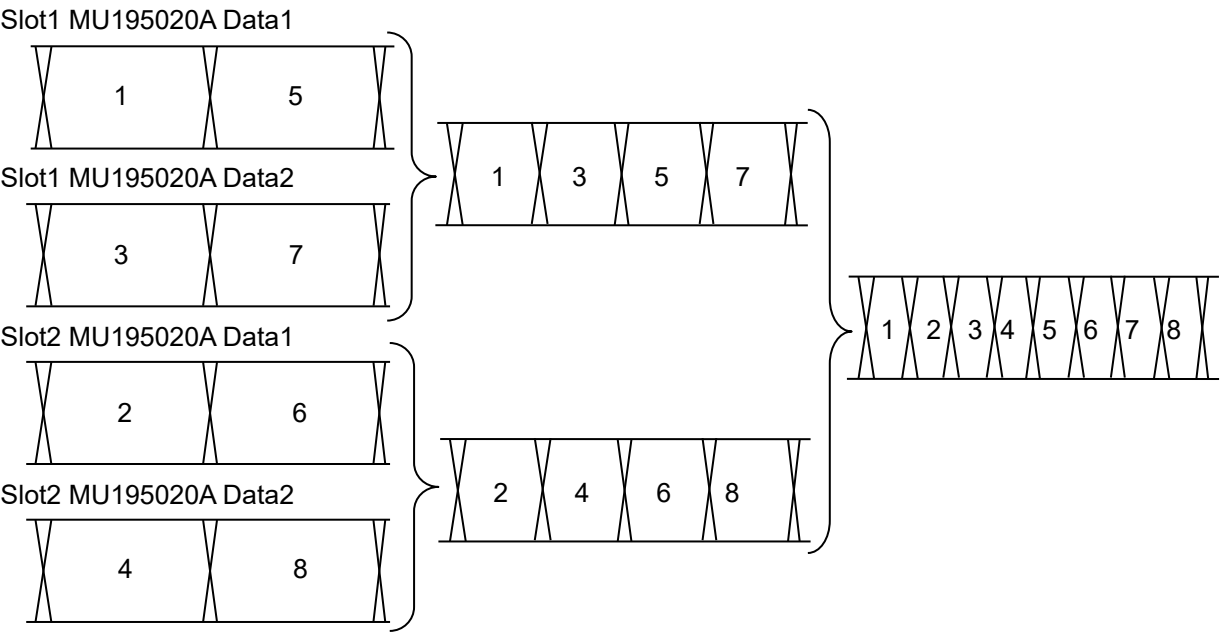 Slot1 MU195020A Data1
1 5
Slot1 MU195020A Data2
3 7
Slot2 MU195020A Data1
2 6
Slot2 MU195020A Data2
4 8
1 3 5 7
2 4 6 8
1 2 3 4 5 6 7 8